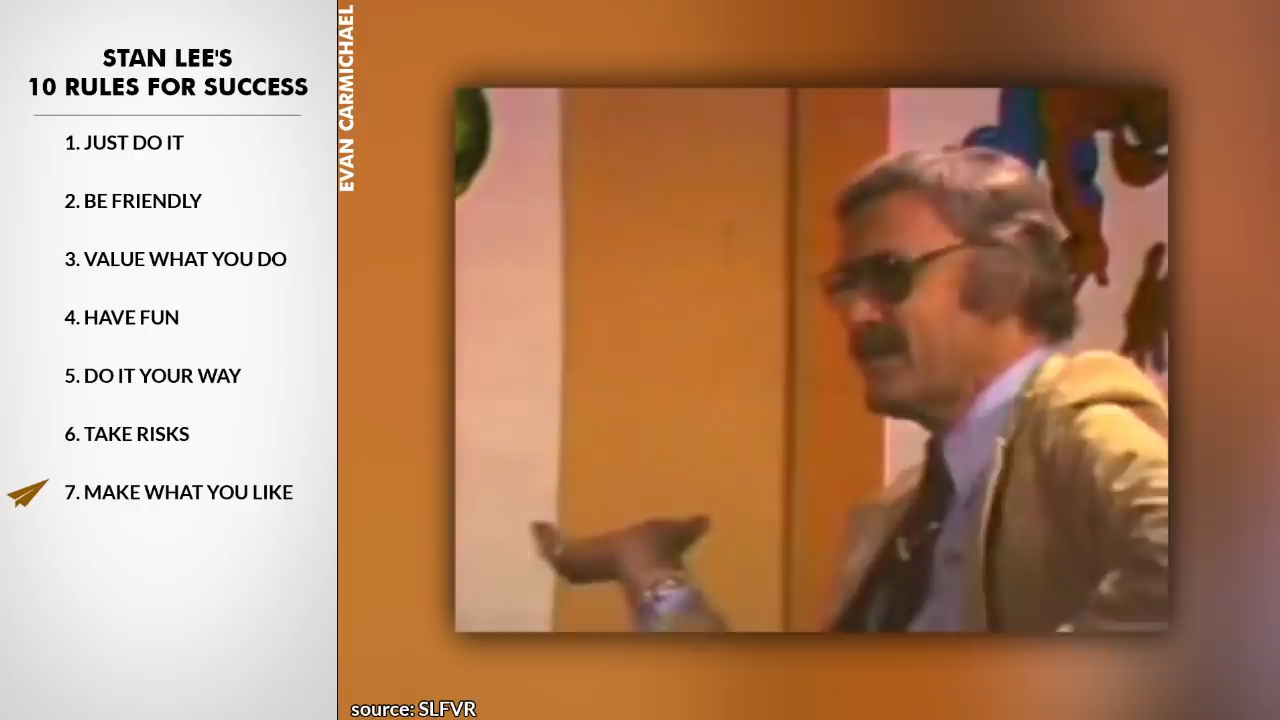 STAN LEE'S
10 RULES FOR SUCCESS
1. JUST DO IT
2. BE FRIENDLY
3. VALUE WHAT YOU DO
4. HAVE FUN
5. DO IT YOUR WAY
6. TAKE RISKS
7. MAKE WHAT YOU LIKE
EVAN CARMICHAEL
source: SLFVR